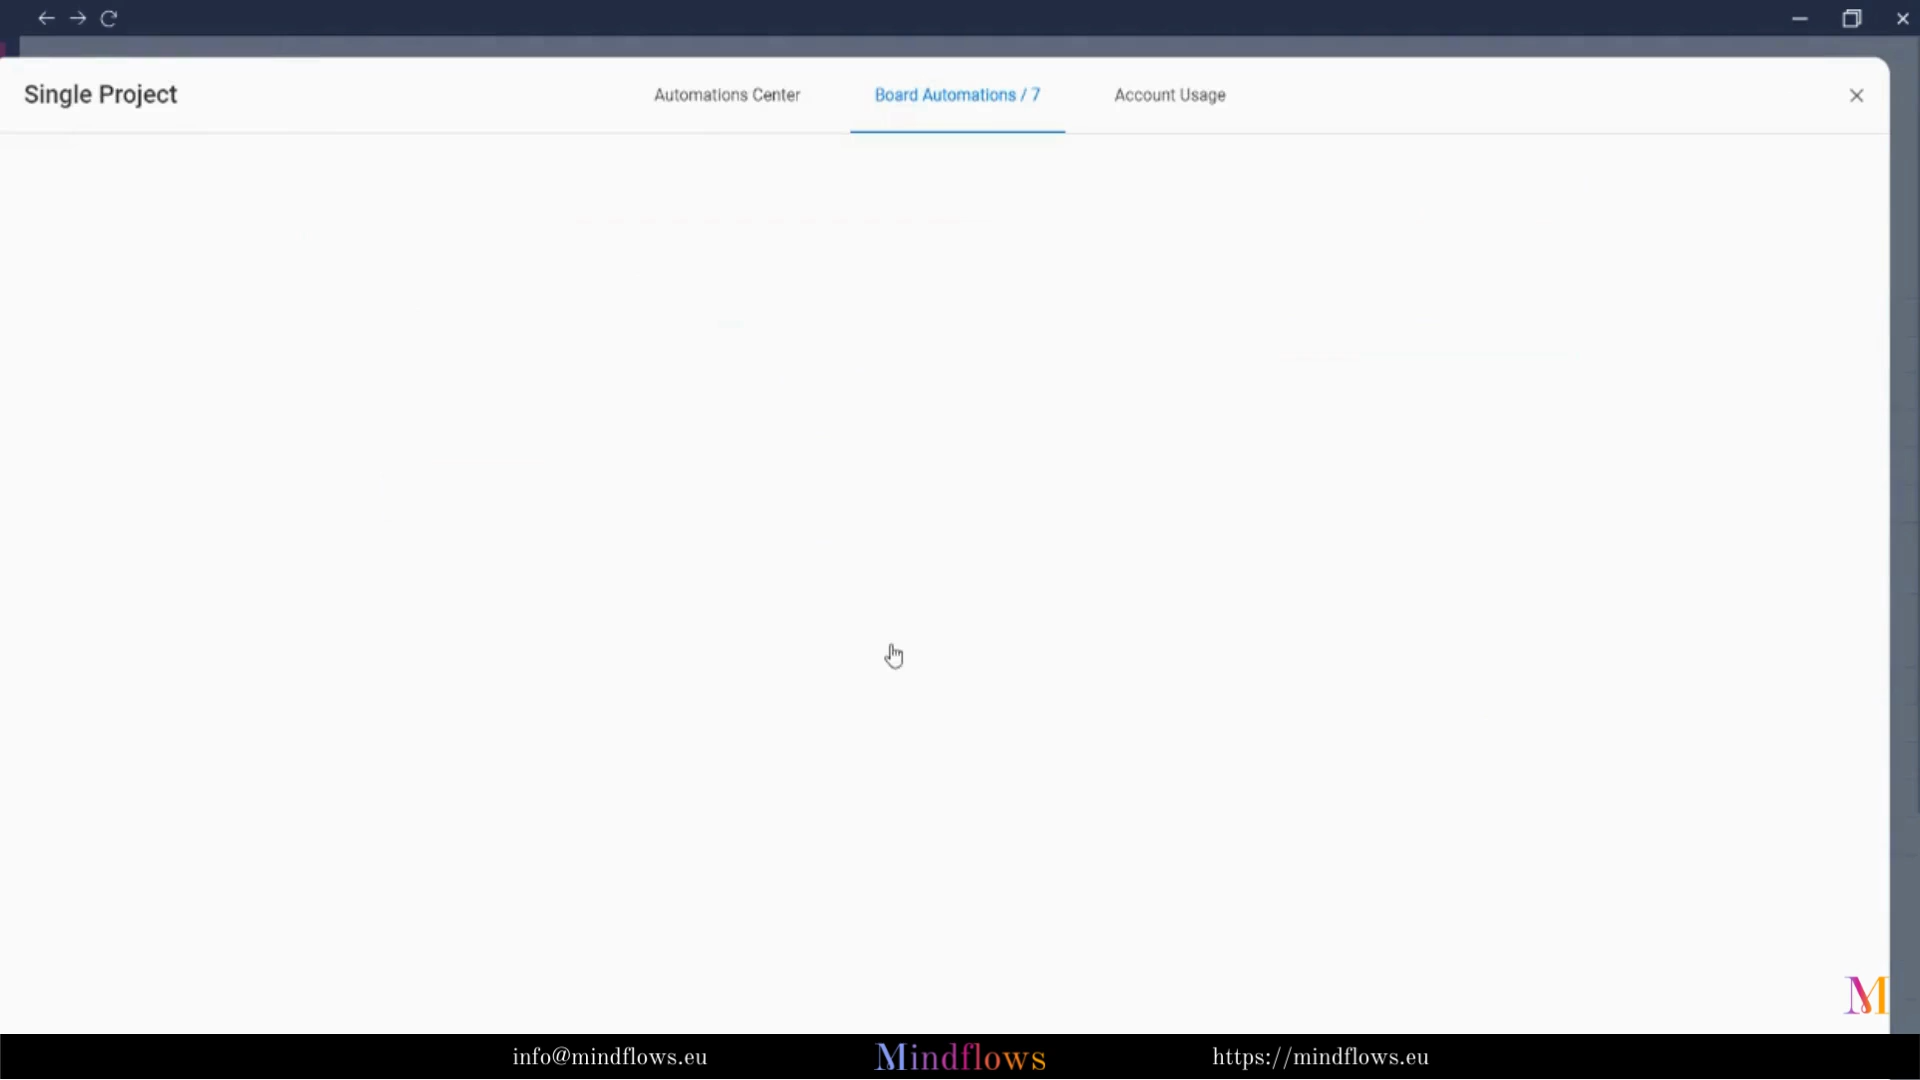 Single Project
Automations Center
Board Automations / 7
Account Usage
M
info@mindflows.eu
Mindflows
https://mindflows.eu